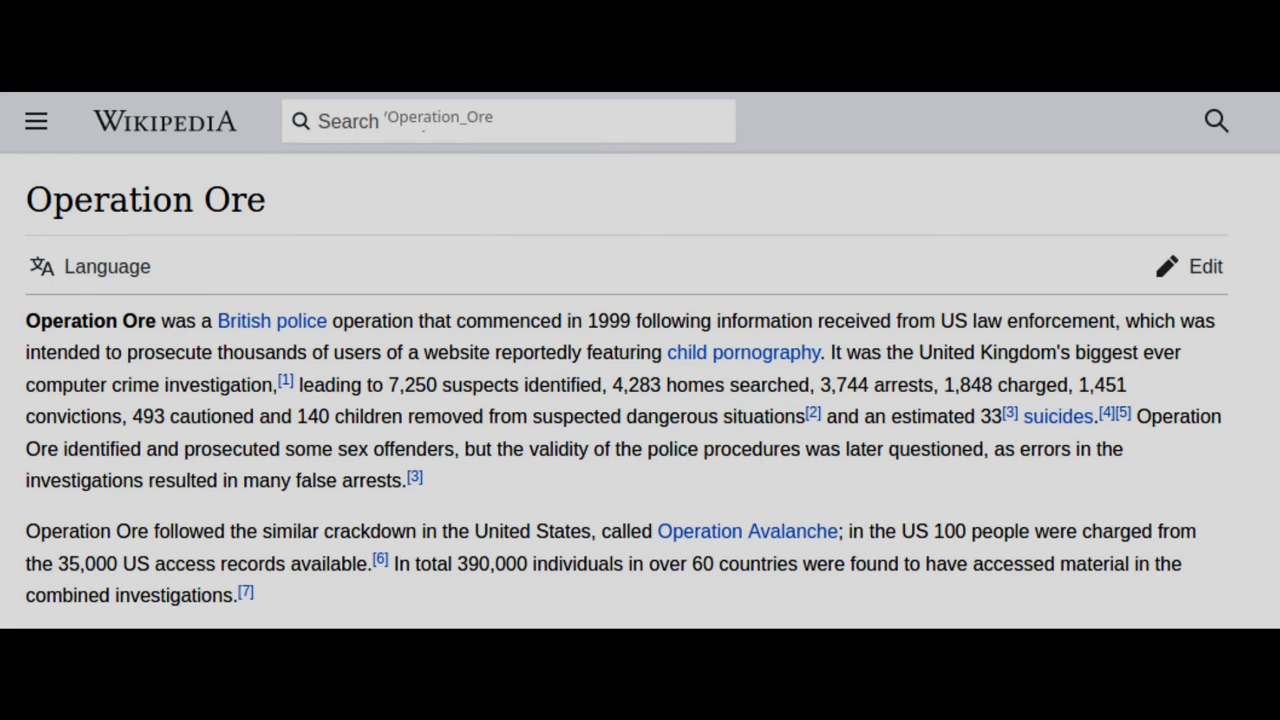 WIKIPEDIA Search 'Operation_Ore
Operation Ore
Language Edit
Operation Ore was a British police operation that commenced in 1999 following information received from US law enforcement, which was
intended to prosecute thousands of users of a website reportedly featuring child pornography. It was the United Kingdom's biggest ever
computer crime investigation,[1] leading to 7,250 suspects identified, 4,283 homes searched, 3,744 arrests, 1,848 charged, 1,451
convictions, 493 cautioned and 140 children removed from suspected dangerous situations[2] and an estimated 33[3] suicides.[4][5] Operation
Ore identified and prosecuted some sex offenders, but the validity of the police procedures was later questioned, as errors in the
investigations resulted in many false arrests.[3]
Operation Ore followed the similar crackdown in the United States, called Operation Avalanche; in the US 100 people were charged from
the 35,000 US access records available.[6] In total 390,000 individuals in over 60 countries were found to have accessed material in the
combined investigations.[7]